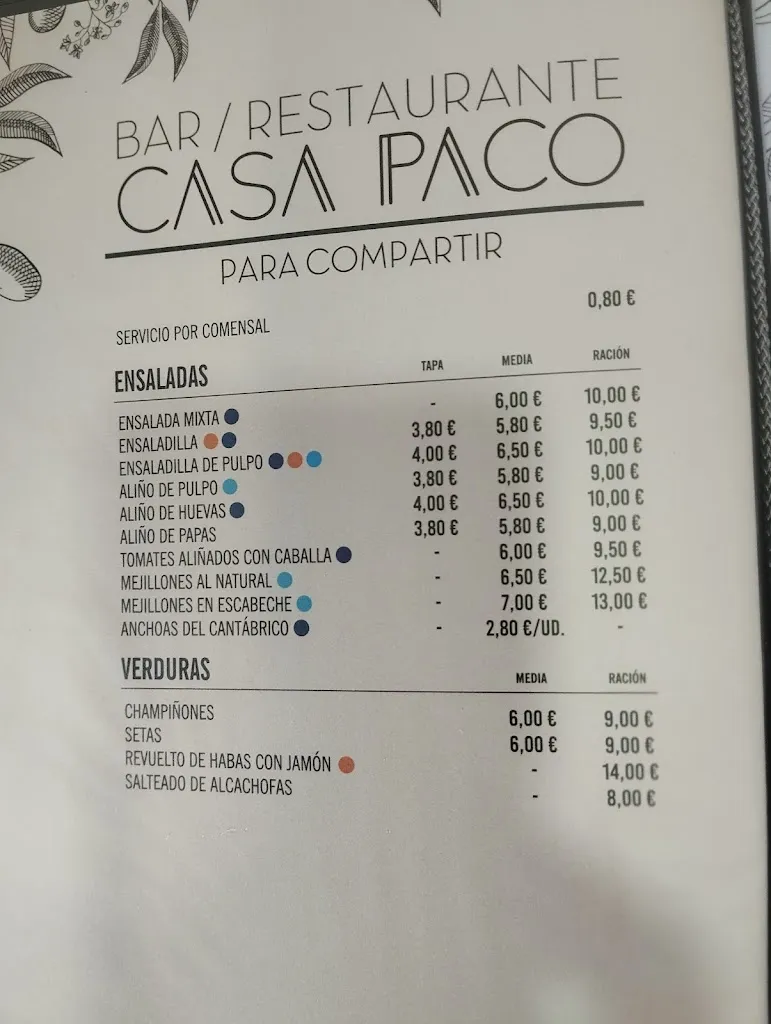 BAR / RESTAURANTE
CASA PACO
PARA COMPARTIR
SERVICIO POR COMENSAL 0,80 €
ENSALADAS TAPA MEDIA RACIÓN
ENSALADA MIXTA - 6,00 € 10,00 €
ENSALADILLA 3,80 € 5,80 € 9,50 €
ENSALADILLA DE PULPO 4,00 € 6,50 € 10,00 €
ALIÑO DE PULPO 3,80 € 5,80 € 9,00 €
ALIÑO DE HUEVAS 4,00 € 6,50 € 10,00 €
ALIÑO DE PAPAS 3,80 € 5,80 € 9,00 €
TOMATES ALIÑADOS CON CABALLA - 6,00 € 9,50 €
MEJILLONES AL NATURAL - 6,50 € 12,50 €
MEJILLONES EN ESCABECHE - 7,00 € 13,00 €
ANCHOAS DEL CANTÁBRICO - 2,80 €/UD. -
VERDURAS MEDIA RACIÓN
CHAMPIÑONES 6,00 € 9,00 €
SETAS 6,00 € 9,00 €
REVUELTO DE HABAS CON JAMÓN - 14,00 €
SALTEADO DE ALCACHOFAS - 8,00 €